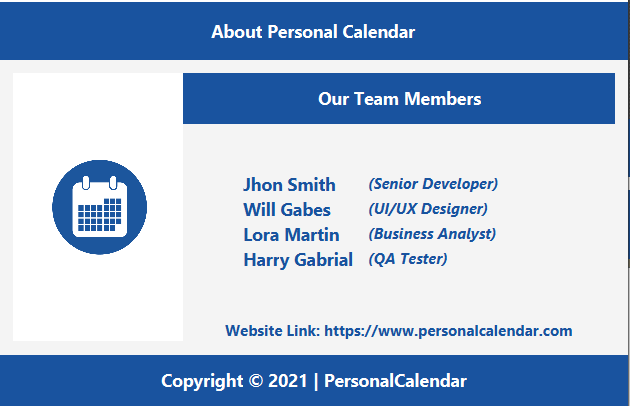 About Personal Calendar
Our Team Members
Jhon Smith (Senior Developer)
Will Gabes (UI/UX Designer)
Lora Martin (Business Analyst)
Harry Gabrial (QA Tester)
Website Link: https://www.personalcalendar.com
Copyright © 2021 | PersonalCalendar